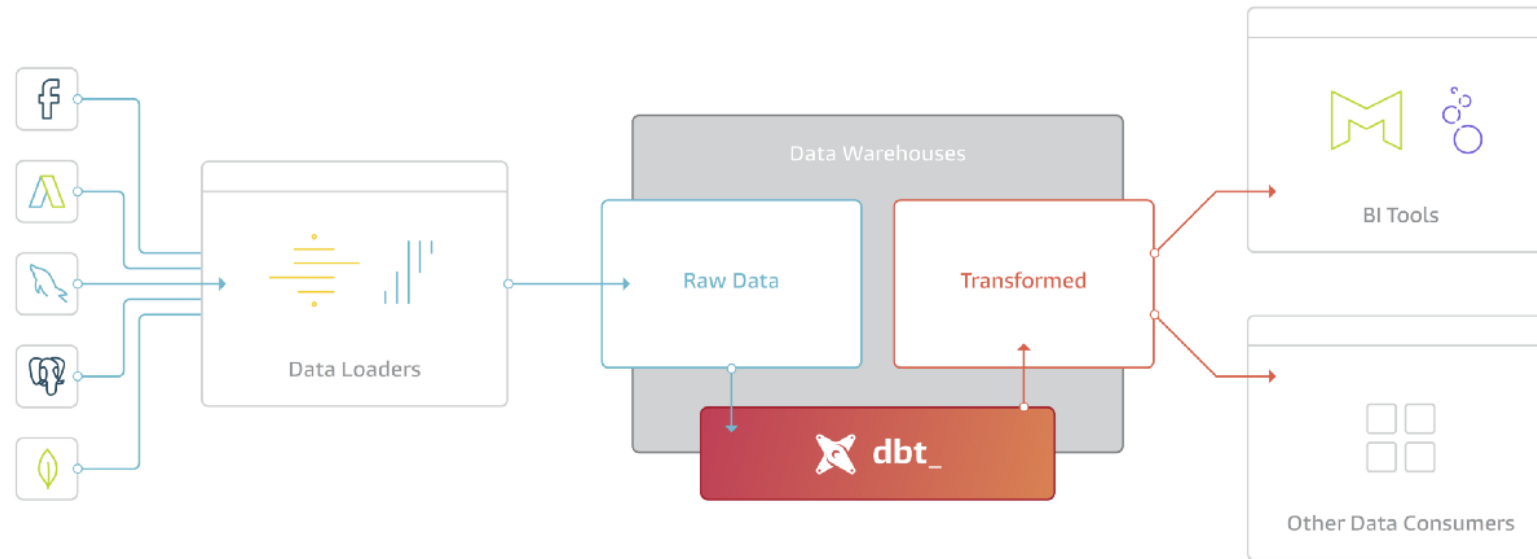 Data Loaders
Data Warehouses
Raw Data
Transformed
dbt_
BI Tools
Other Data Consumers